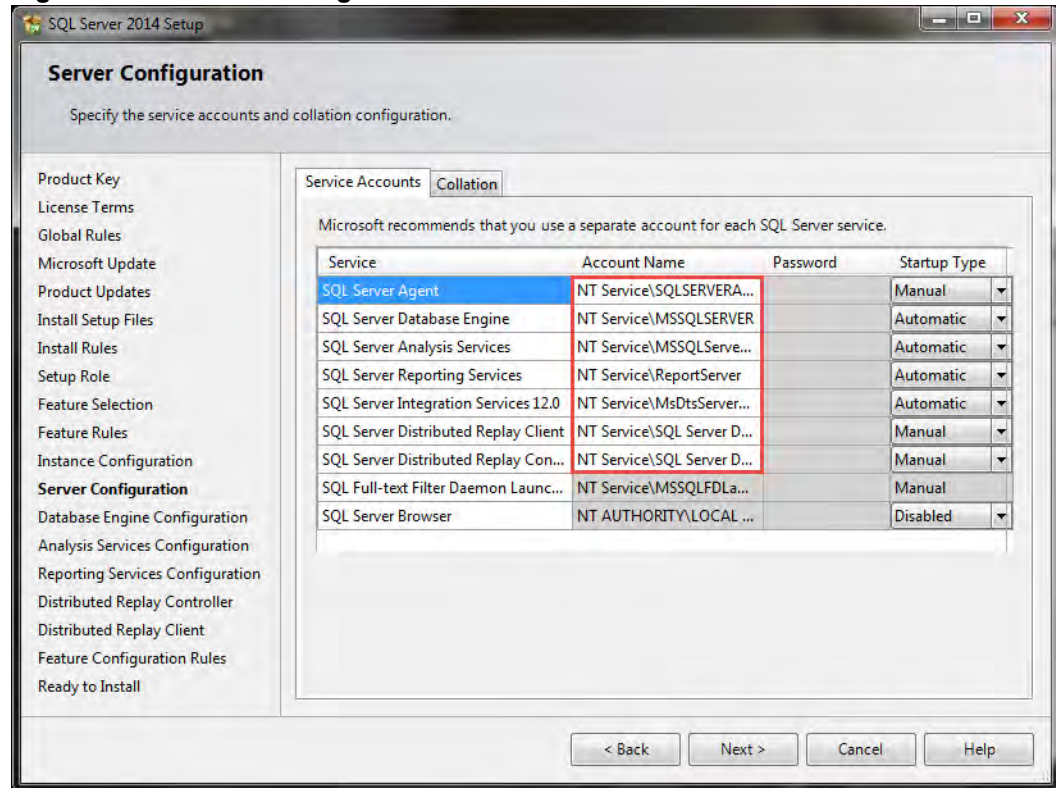 SQL Server 2014 Setup
Server Configuration
Specify the service accounts and collation configuration.
Product Key
License Terms
Global Rules
Microsoft Update
Product Updates
Install Setup Files
Install Rules
Setup Role
Feature Selection
Feature Rules
Instance Configuration
Server Configuration
Database Engine Configuration
Analysis Services Configuration
Reporting Services Configuration
Distributed Replay Controller
Distributed Replay Client
Feature Configuration Rules
Ready to Install
Service Accounts Collation
Microsoft recommends that you use a separate account for each SQL Server service.
Service Account Name Password Startup Type
SQL Server Agent NT Service\SQLSERVERA... Manual
SQL Server Database Engine NT Service\MSSQLSERVER Automatic
SQL Server Analysis Services NT Service\MSSQLServe... Automatic
SQL Server Reporting Services NT Service\ReportServer Automatic
SQL Server Integration Services 12.0 NT Service\MsDtsServer... Automatic
SQL Server Distributed Replay Client NT Service\SQL Server D... Manual
SQL Server Distributed Replay Con... NT Service\SQL Server D... Manual
SQL Full-text Filter Daemon Launc... NT Service\MSSQLFDLa... Manual
SQL Server Browser NT AUTHORITY\LOCAL ... Disabled
< Back Next > Cancel Help